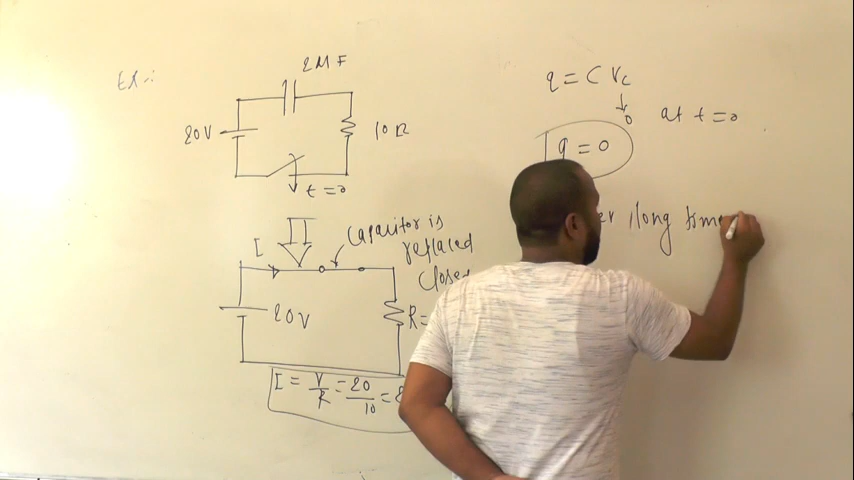 Ex:-
2MF
20V
10Ω
t=0
I
Capacitor is
replaced
Closed
20V
R=
I = V/R = 20/10 =
q = C Vc
0 at t=0
q = 0
long time